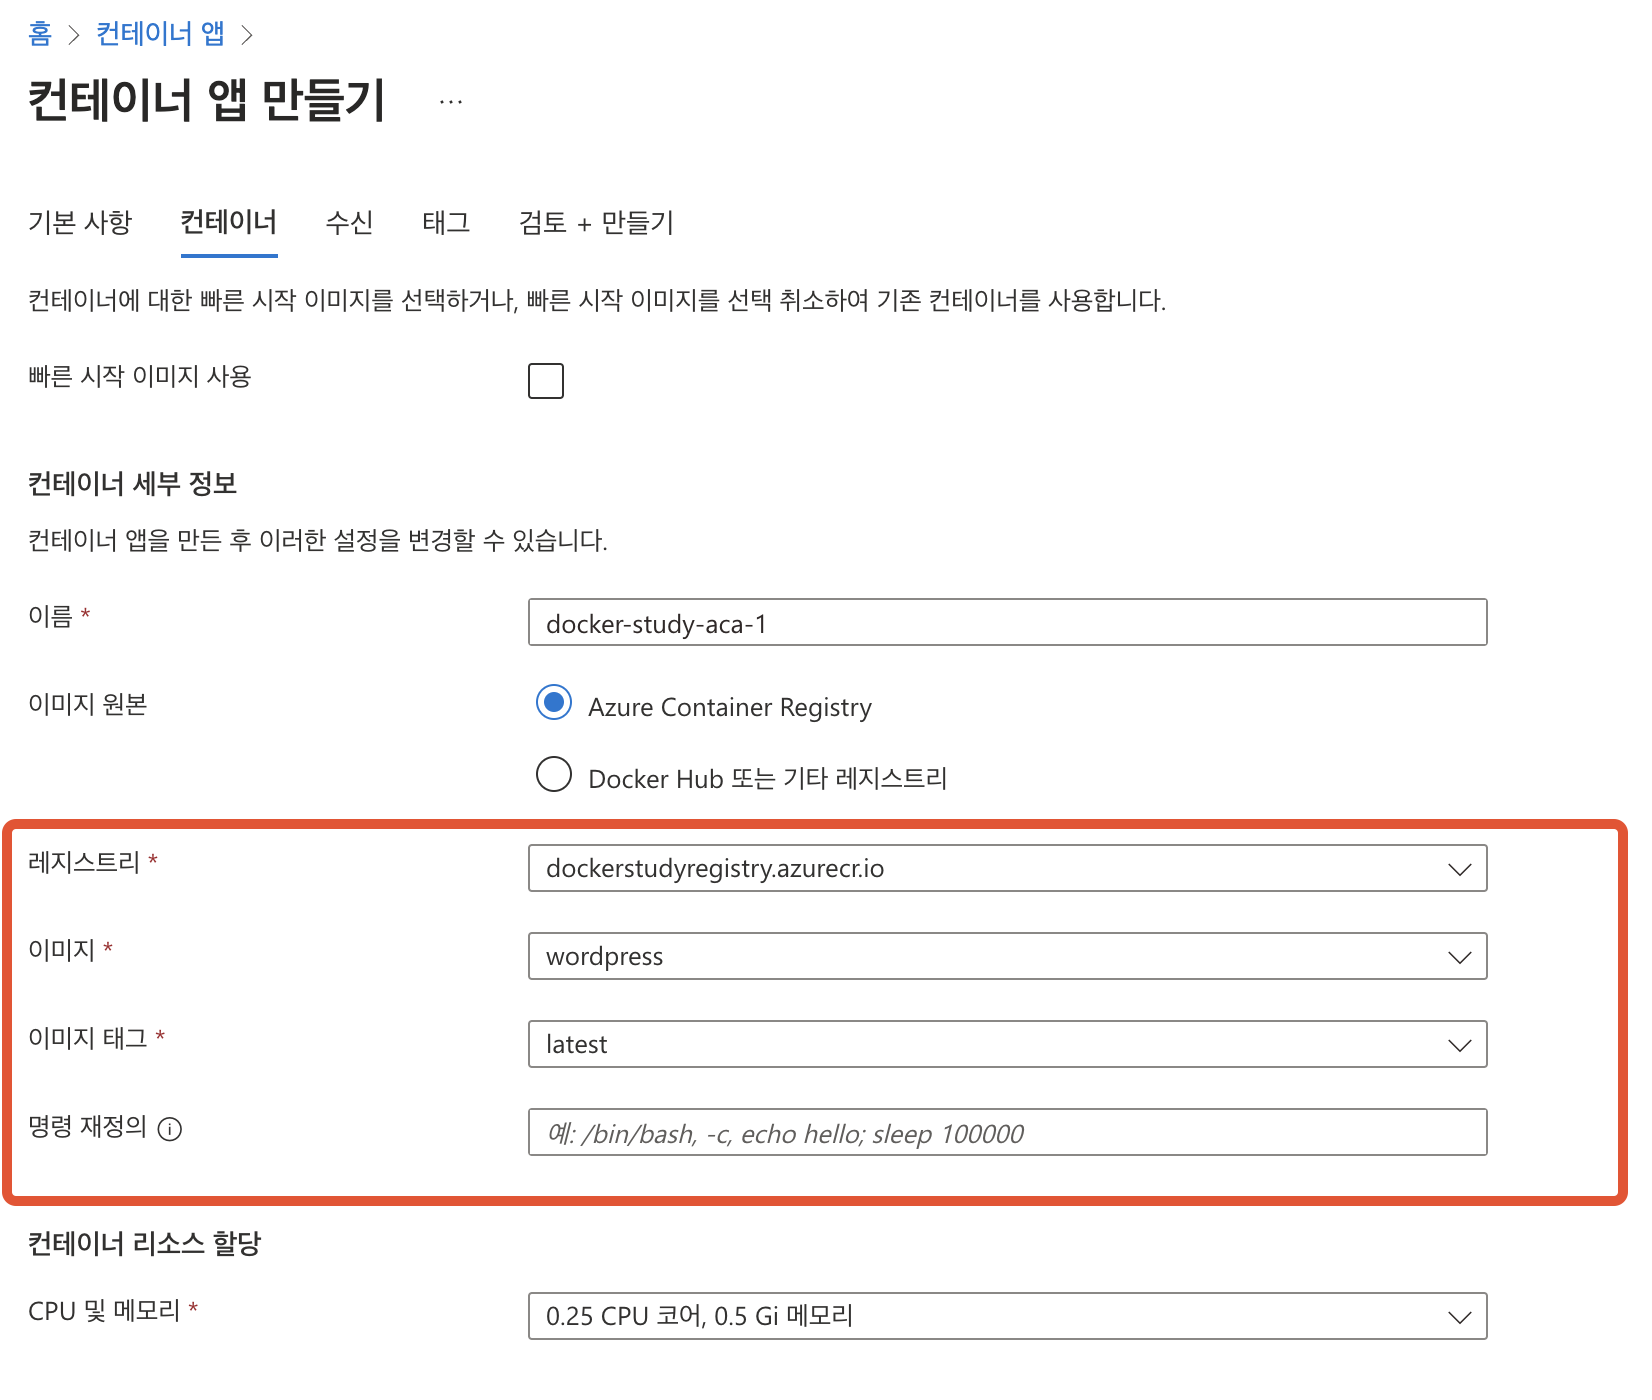 홈 > 컨테이너 앱 >
컨테이너 앱 만들기 ...
기본 사항 컨테이너 수신 태그 검토 + 만들기
컨테이너에 대한 빠른 시작 이미지를 선택하거나, 빠른 시작 이미지를 선택 취소하여 기존 컨테이너를 사용합니다.
빠른 시작 이미지 사용
컨테이너 세부 정보
컨테이너 앱을 만든 후 이러한 설정을 변경할 수 있습니다.
이름 * docker-study-aca-1
이미지 원본 Azure Container Registry
Docker Hub 또는 기타 레지스트리
레지스트리 * dockerstudyregistry.azurecr.io
이미지 * wordpress
이미지 태그 * latest
명령 재정의 예: /bin/bash, -c, echo hello; sleep 100000
컨테이너 리소스 할당
CPU 및 메모리 * 0.25 CPU 코어, 0.5 Gi 메모리